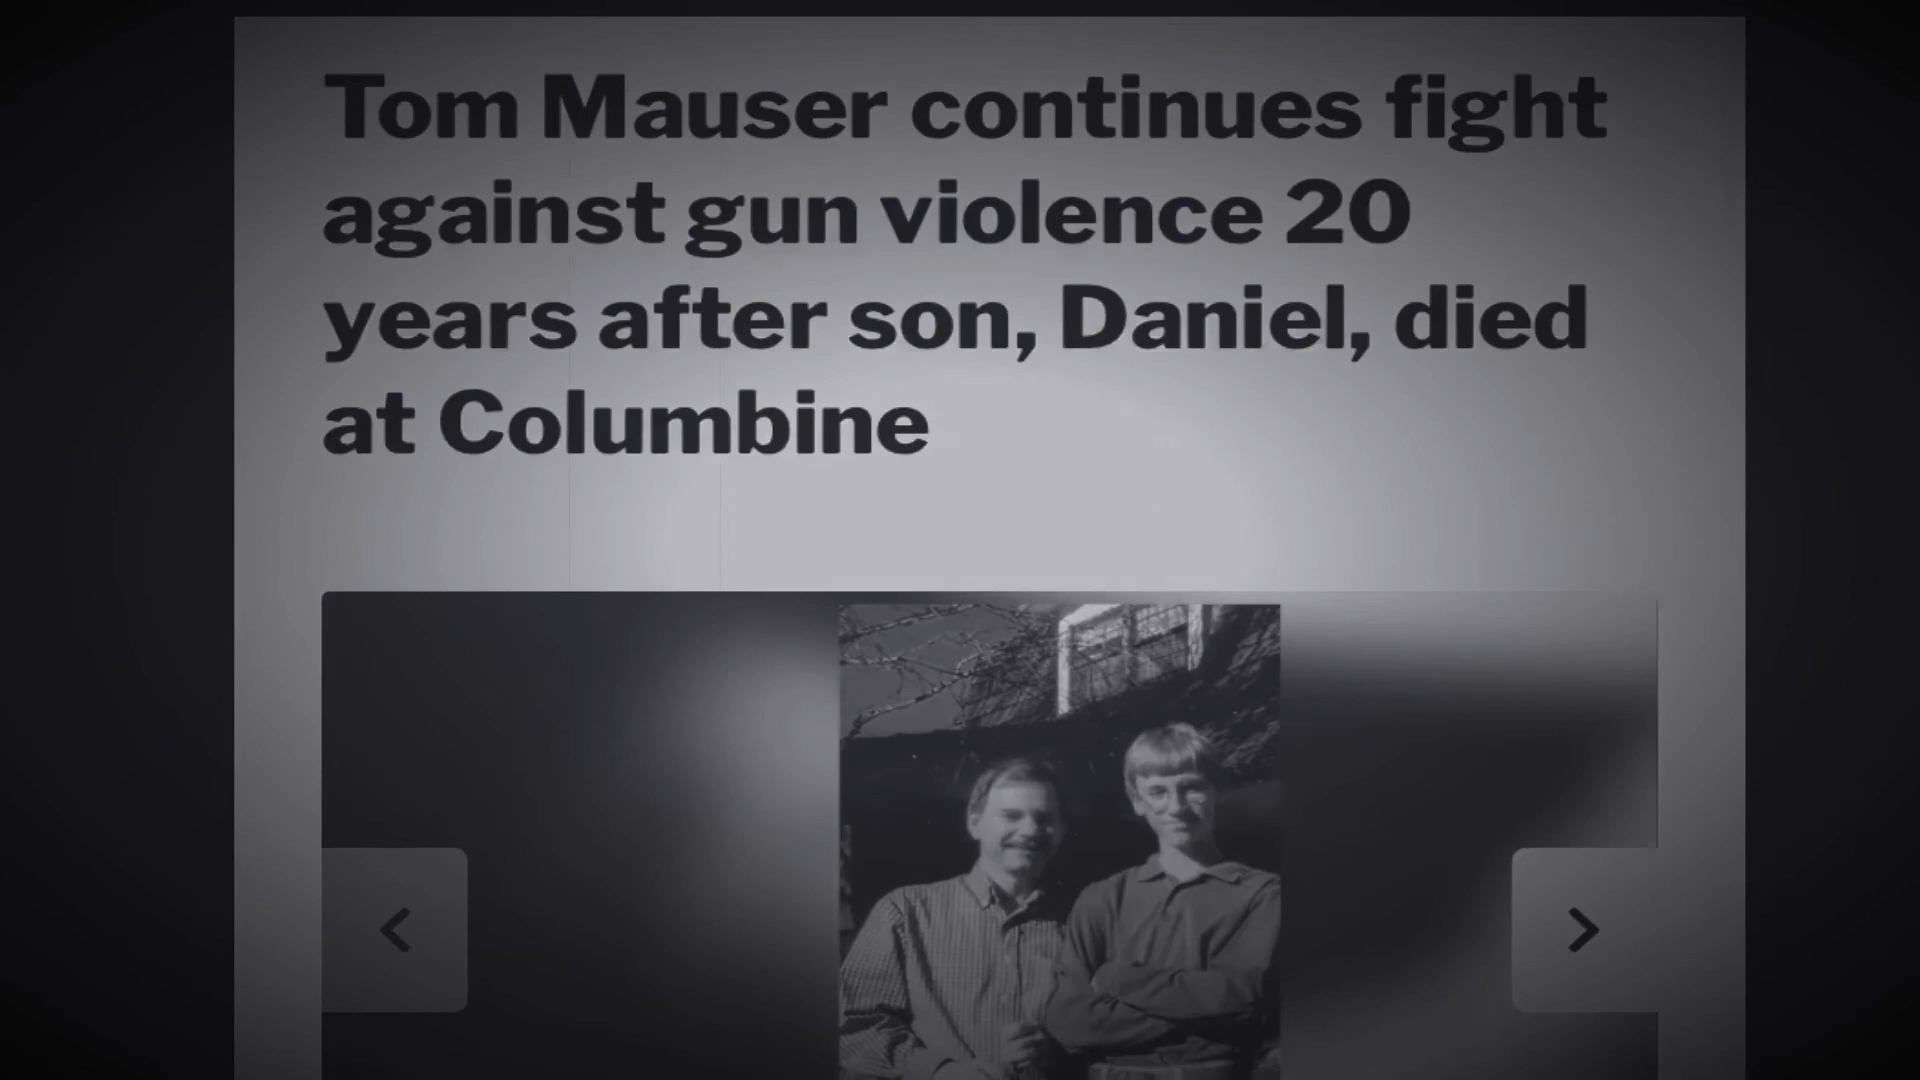 Tom Mauser continues fight
against gun violence 20
years after son, Daniel, died
at Columbine